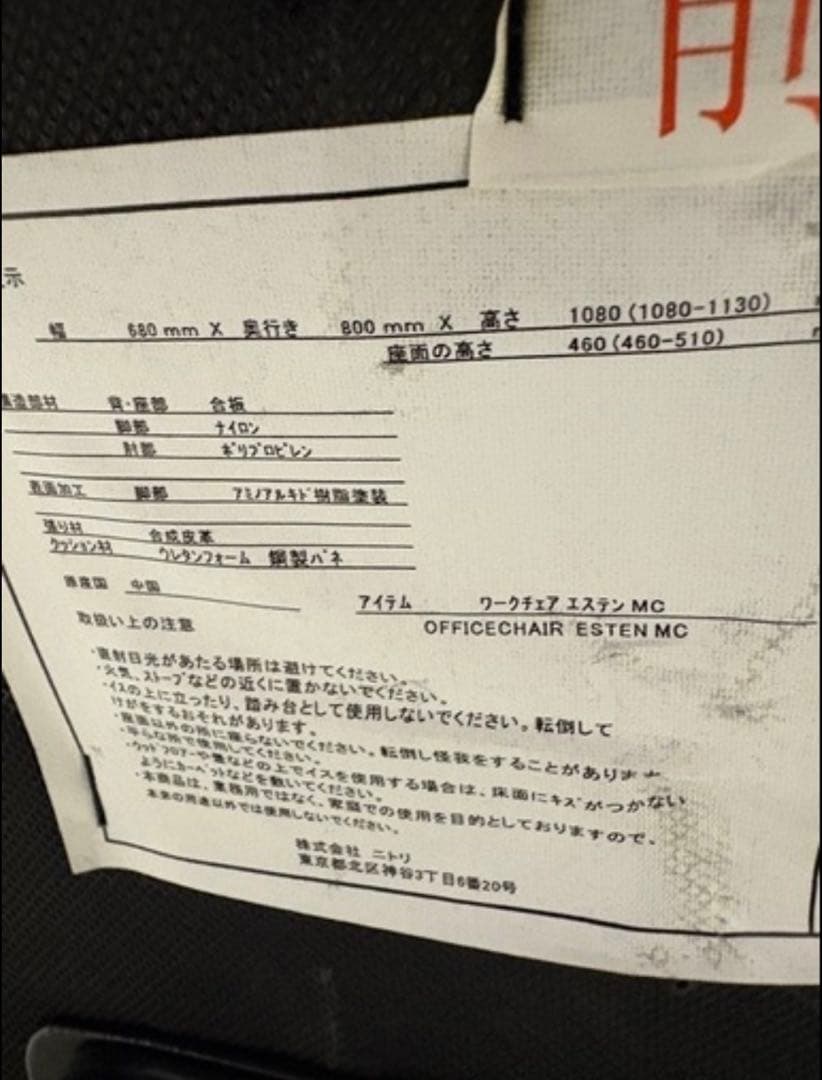 前
示
幅 680 mm X 奥行き 800 mm X 高さ 1080 (1080-1130)
座面の高さ 460 (460-510)
構造部材 背・座部 合板
脚部 ナイロン
肘部 ポリプロピレン
表面加工 脚部 アミノアルキド樹脂塗装
張り材 合成皮革
クッション材 ウレタンフォーム 鋼製バネ
原産国 中国
アイテム ワークチェア エステン MC
OFFICECHAIR ESTEN MC
取扱い上の注意
・直射日光があたる場所は避けてください。
・火気、ストーブなどの近くに置かないでください。
・イスの上に立ったり、踏み台として使用しないでください。転倒して
けがをするおそれがあります。
・座面以外の所に座らないでください。転倒し怪我をすることがあります
・平らな所で使用してください。
・ウッドフロアーや畳などの上でイスを使用する場合は、床面にキズがつかない
ようにカーペットなどを敷いてください。
・本商品は、業務用ではなく、家庭での使用を目的としておりますので、
本来の用途以外では使用しないでください。
株式会社 ニトリ
東京都北区神谷3丁目6番20号